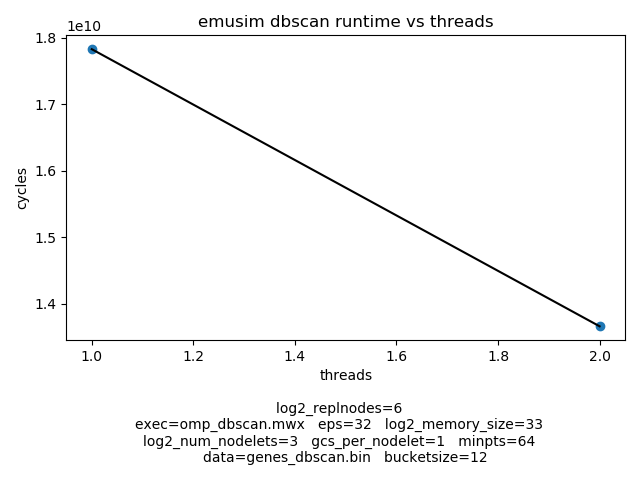 emusim dbscan runtime vs threads
1e10
1.8
1.7
1.6
1.5
1.4
cycles
1.0 1.2 1.4 1.6 1.8 2.0
threads
log2_replnodes=6
exec=omp_dbscan.mwx eps=32 log2_memory_size=33
log2_num_nodelets=3 gcs_per_nodelet=1 minpts=64
data=genes_dbscan.bin bucketsize=12